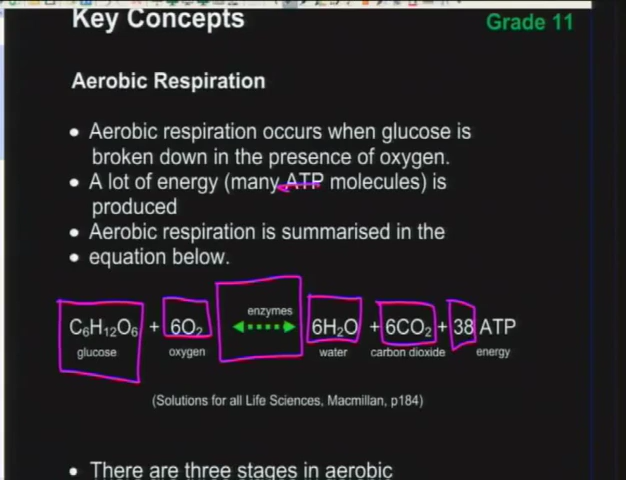 Key Concepts
Grade 11
Aerobic Respiration
• Aerobic respiration occurs when glucose is
broken down in the presence of oxygen.
• A lot of energy (many ATP molecules) is
produced
• Aerobic respiration is summarised in the
• equation below.
enzymes
C₆H₁₂O₆ + 6O₂ 6H₂O + 6CO₂ + 38 ATP
glucose oxygen water carbon dioxide energy
(Solutions for all Life Sciences, Macmillan, p184)
• There are three stages in aerobic